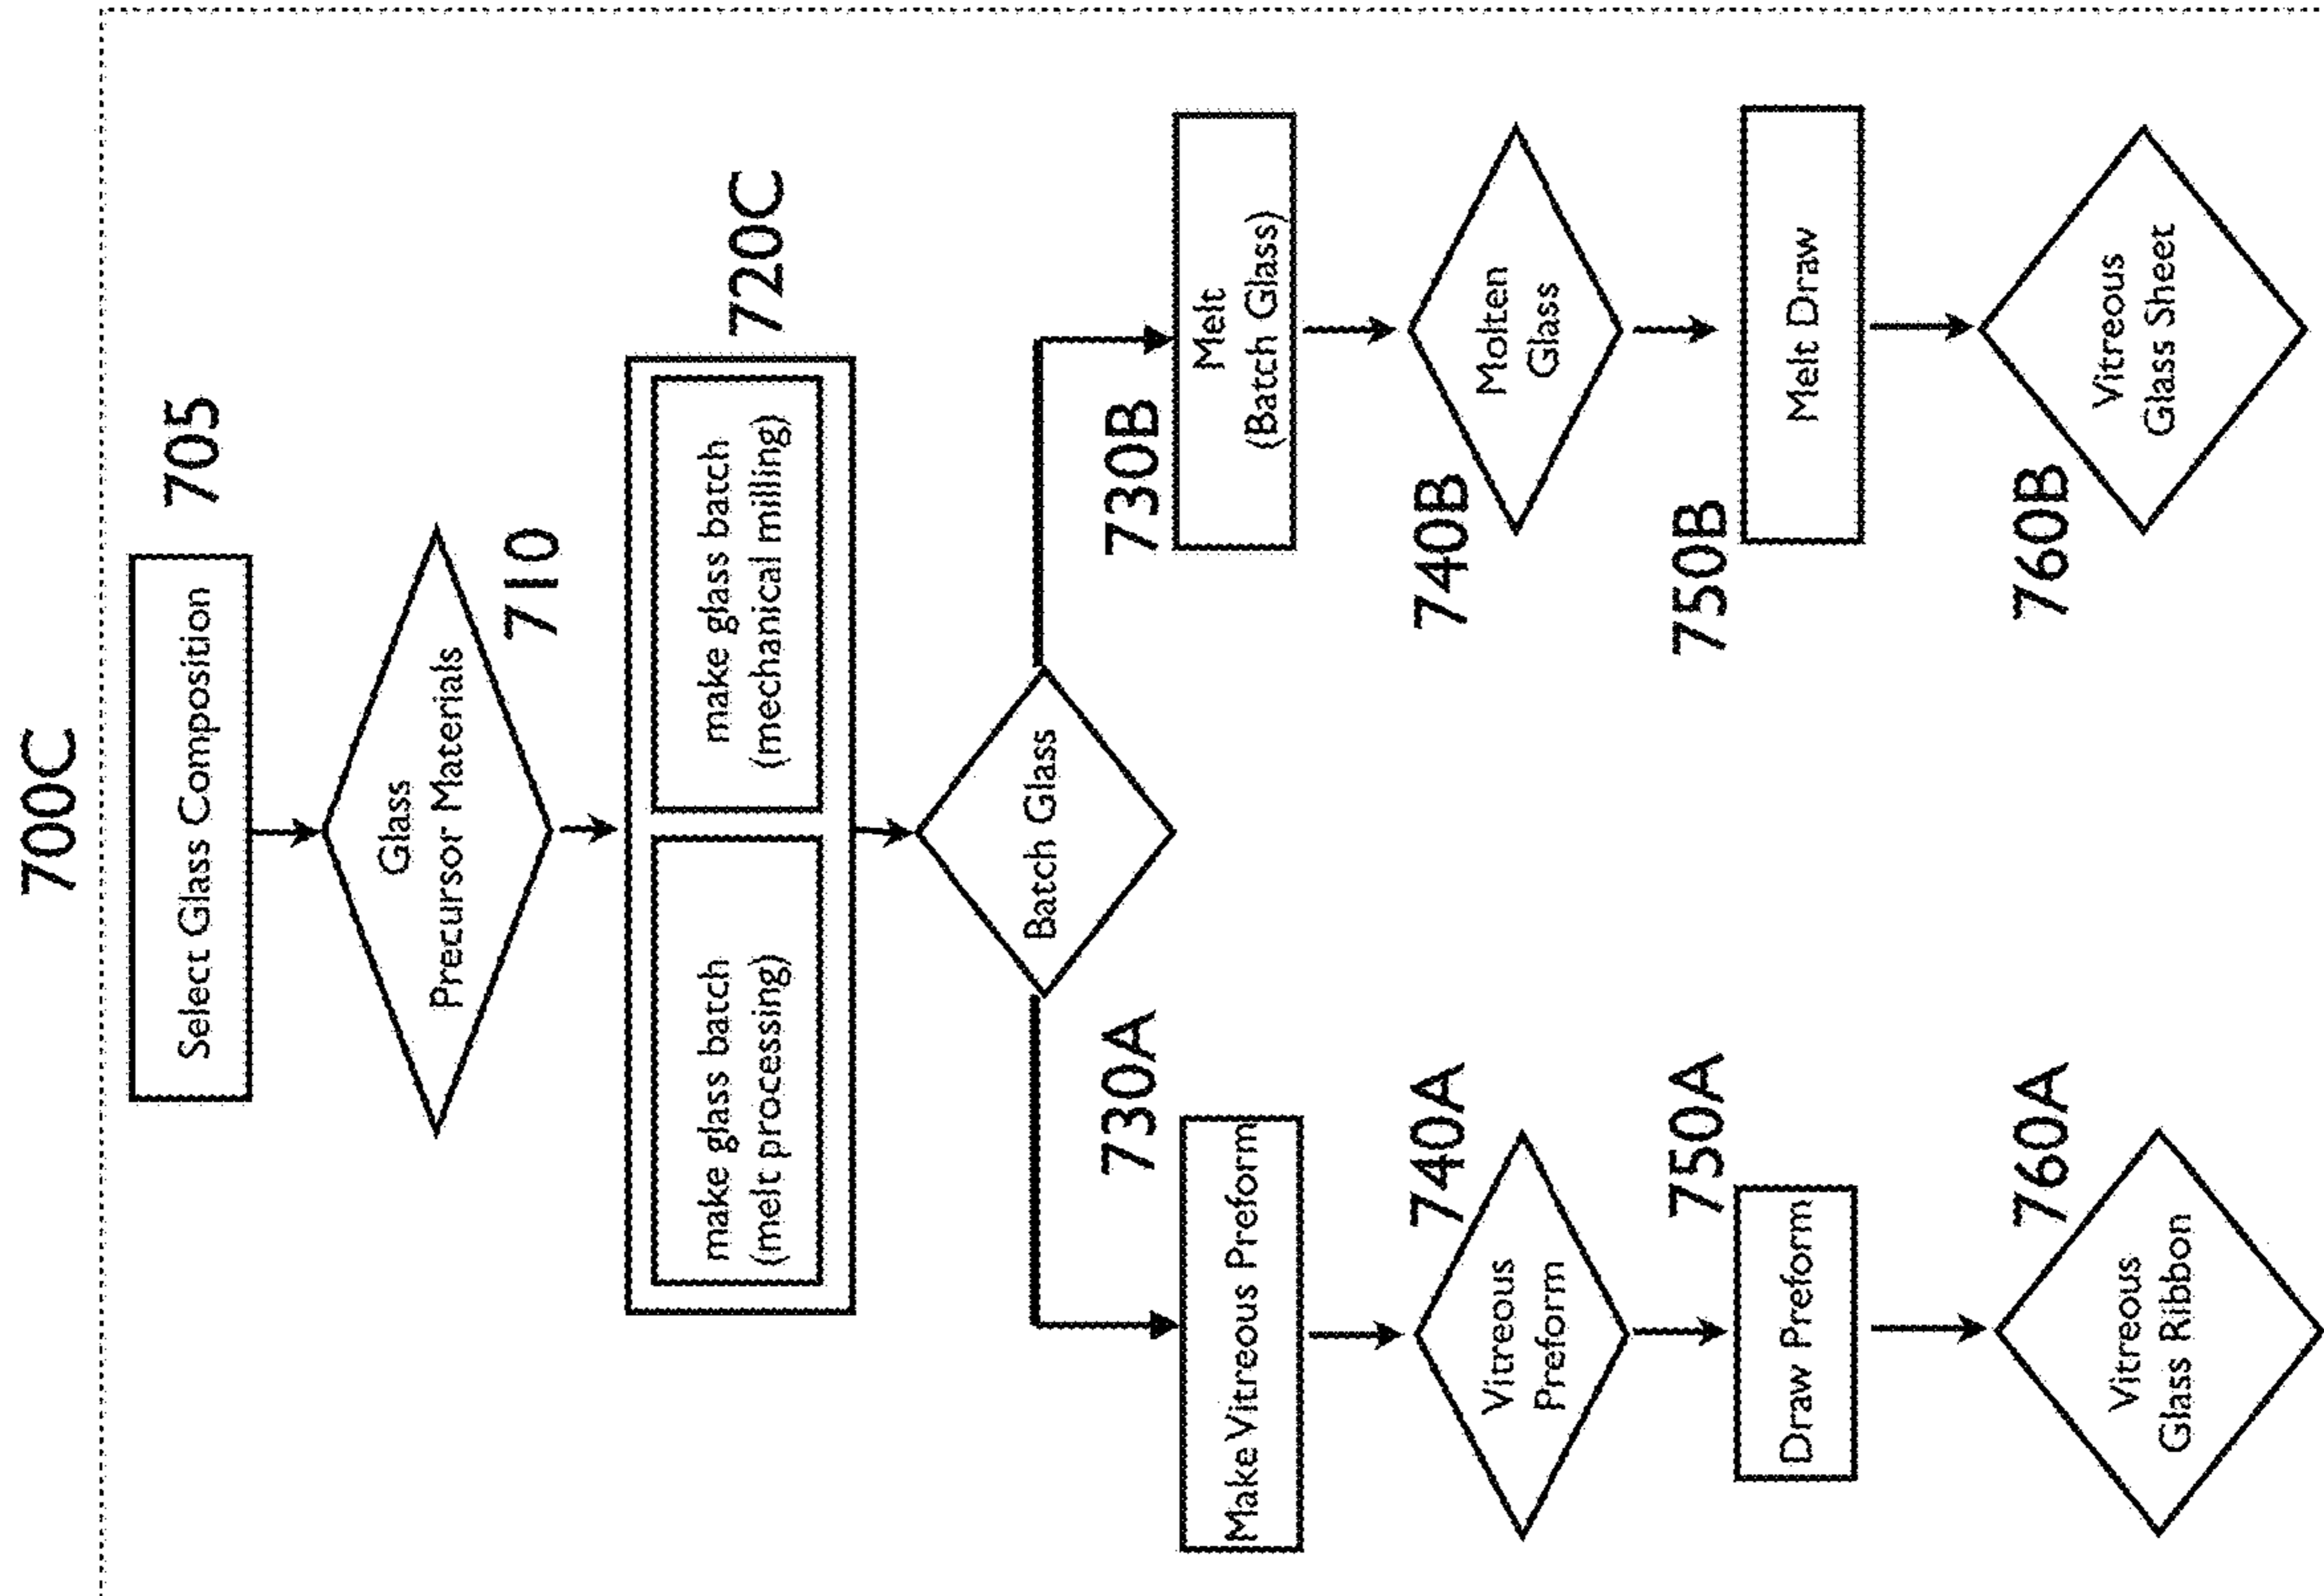 700C
Select Glass Composition
705
Glass
Precursor Materials
710
720C
make glass batch
(melt processing)
make glass batch
(mechanical milling)
Batch Glass
730A
Make Vitreous Preform
740A
Vitreous
Preform
750A
Draw Preform
760A
Vitreous
Glass Ribbon
730B
Melt
(Batch Glass)
740B
Molten
Glass
750B
Melt Draw
760B
Vitreous
Glass Sheet